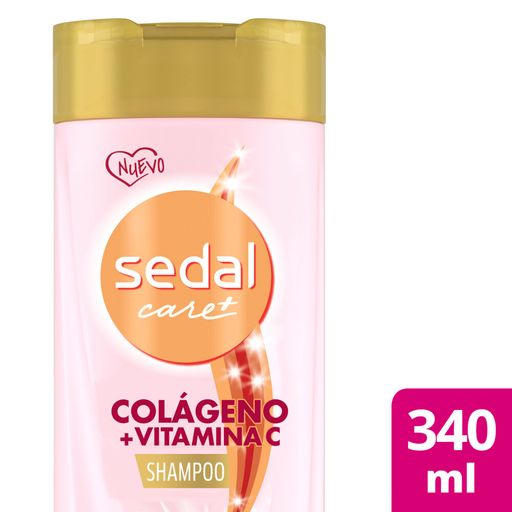 NUEVO
sedal
care+
COLÁGENO
+VITAMINA C
SHAMPOO
340
ml